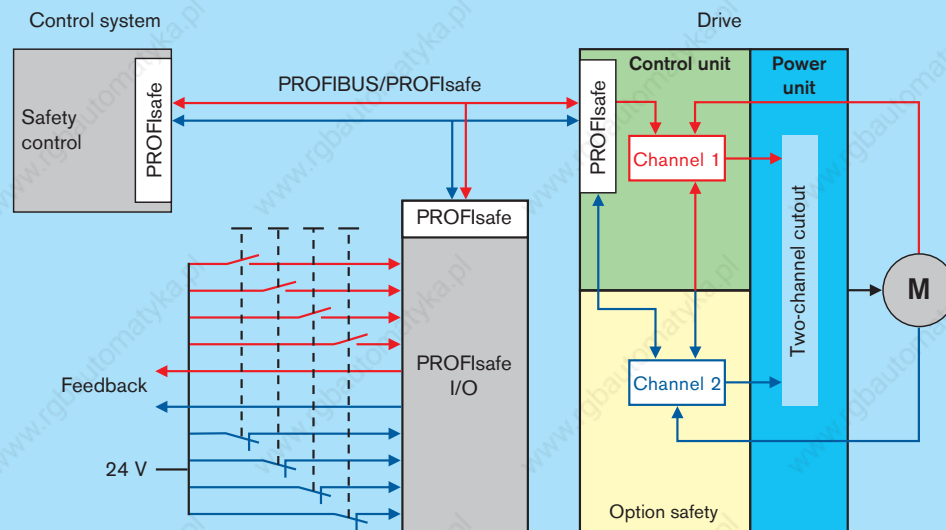 Control system
Drive
Safety
control
PROFIsafe
PROFIBUS/PROFIsafe
PROFIsafe
Control unit
Power
unit
Channel 1
Two-channel cutout
M
PROFIsafe
PROFIsafe
I/O
Feedback
24 V
Channel 2
Option safety
www.rgbautomatyka.pl